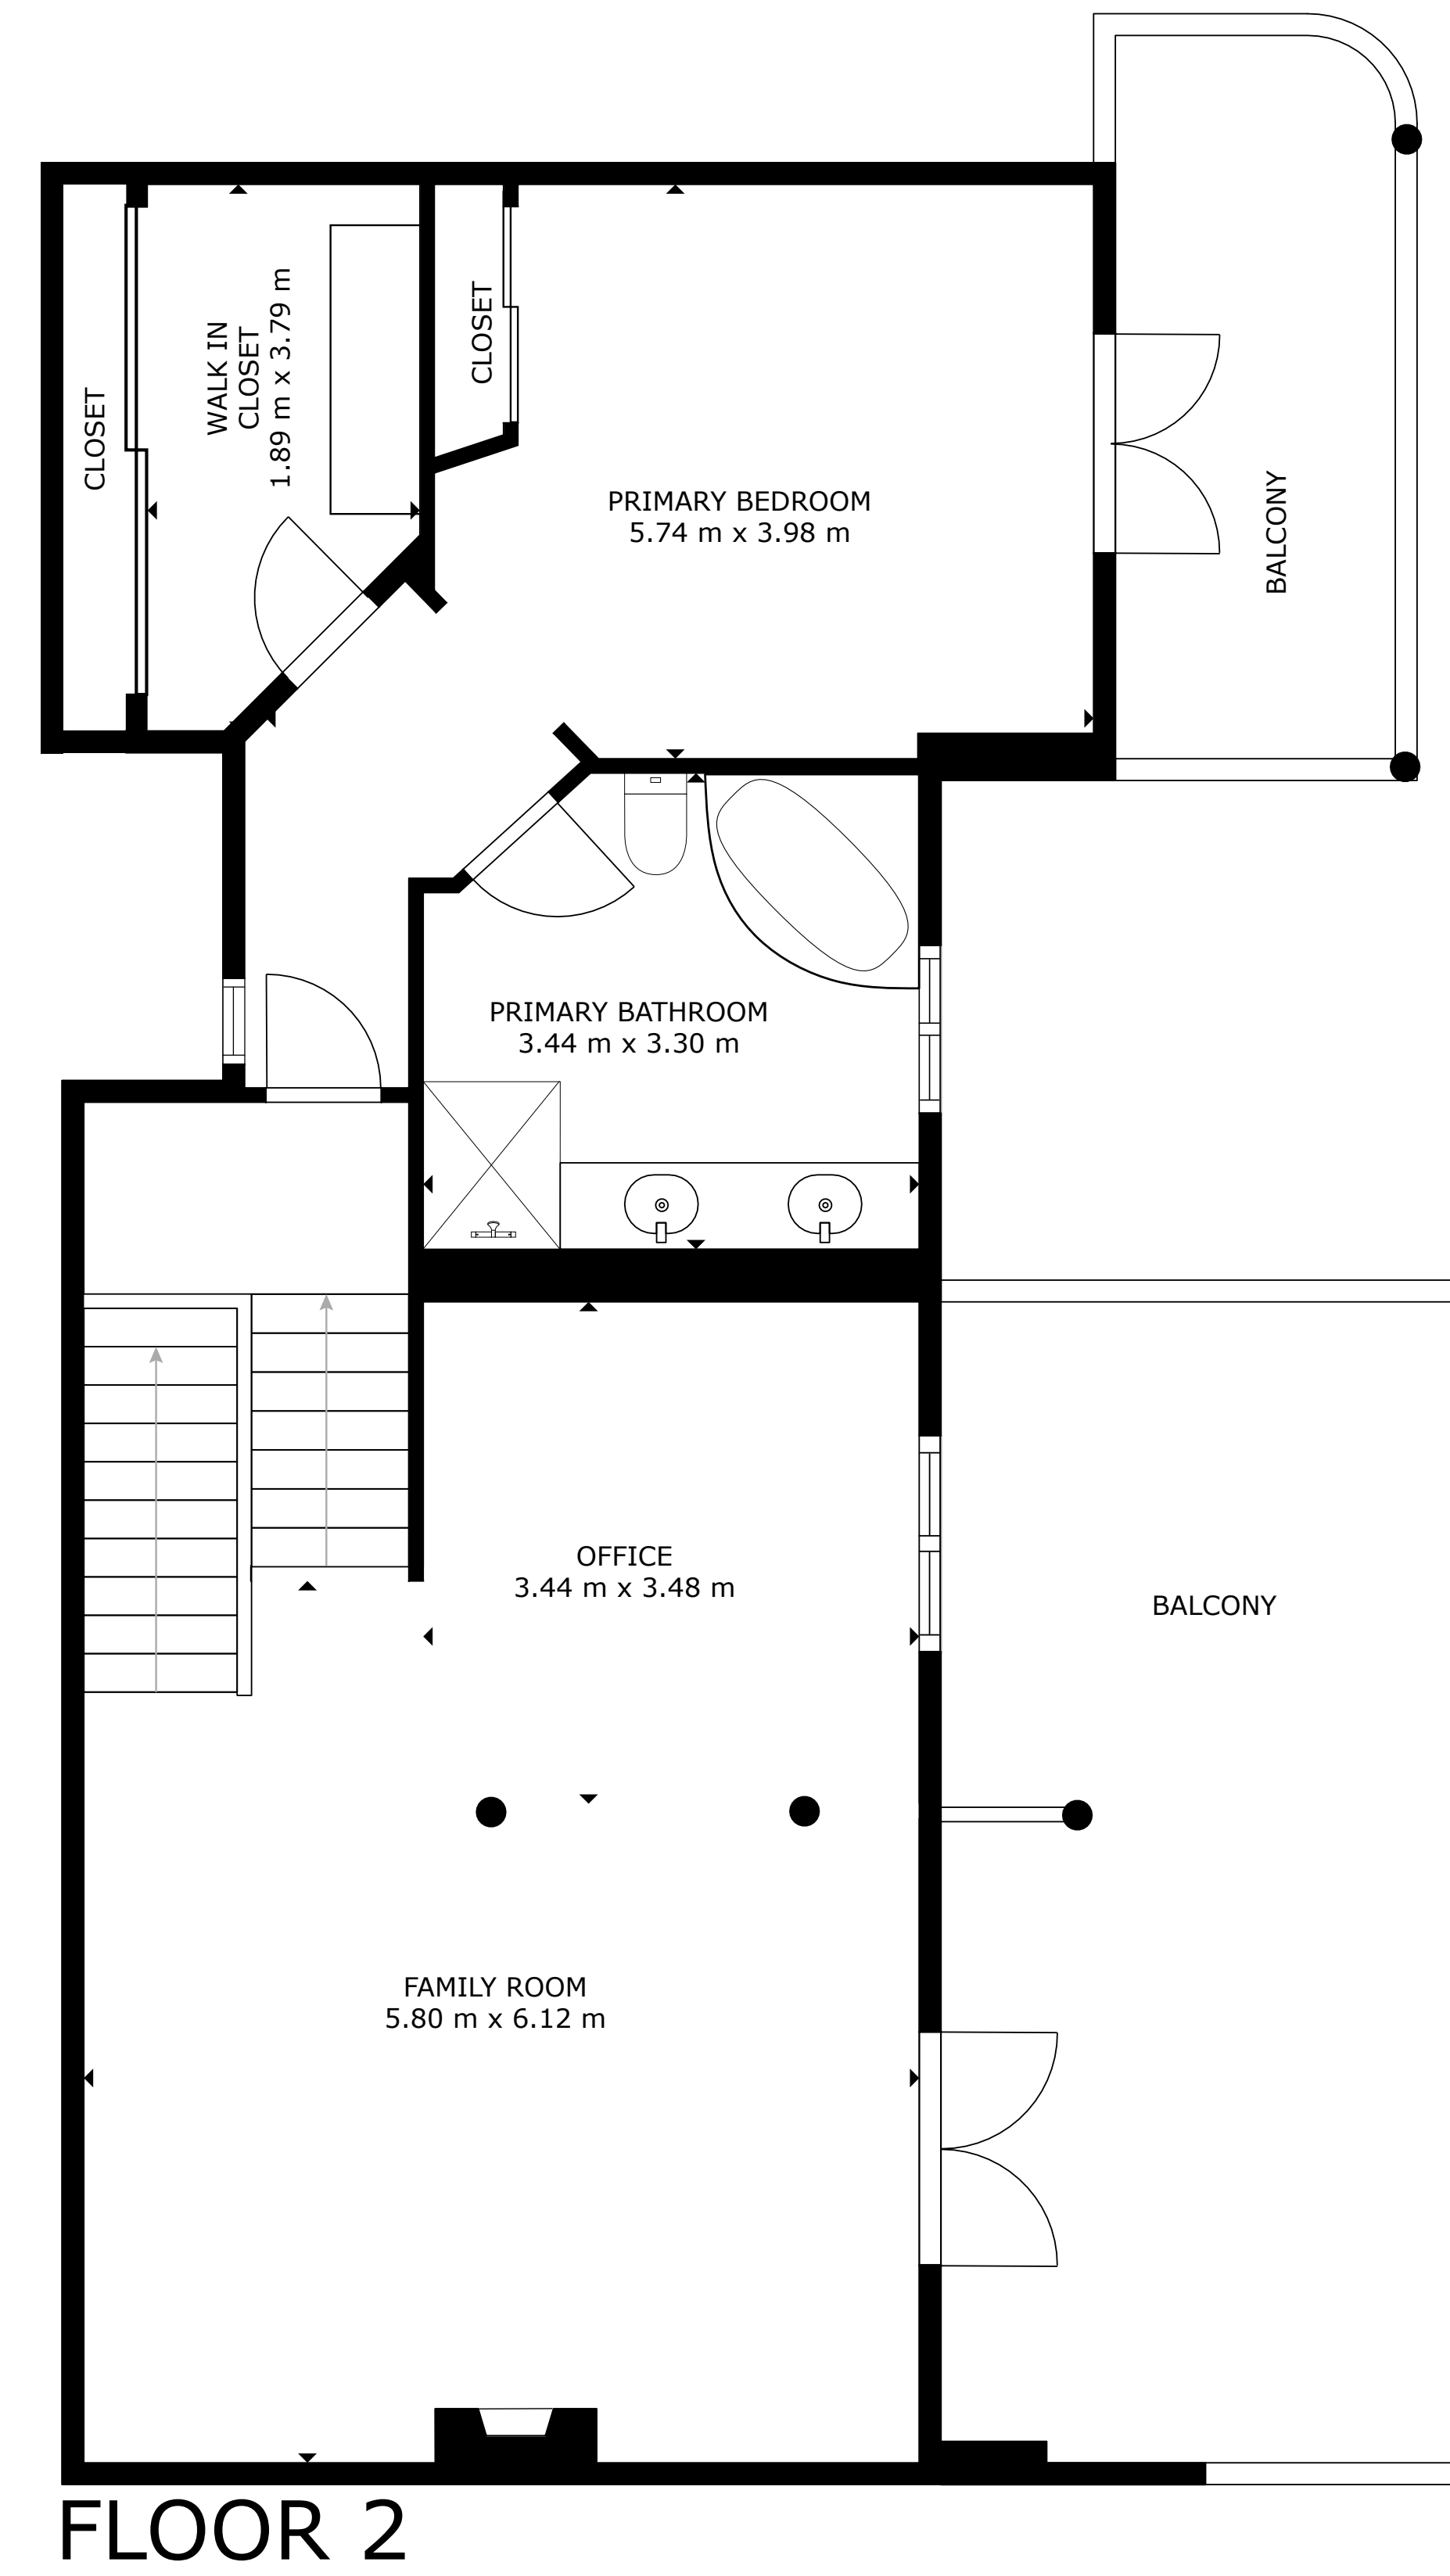 CLOSET
WALK IN
CLOSET
1.89 m x 3.79 m
CLOSET
PRIMARY BEDROOM
5.74 m x 3.98 m
BALCONY
PRIMARY BATHROOM
3.44 m x 3.30 m
OFFICE
3.44 m x 3.48 m
BALCONY
FAMILY ROOM
5.80 m x 6.12 m
FLOOR 2